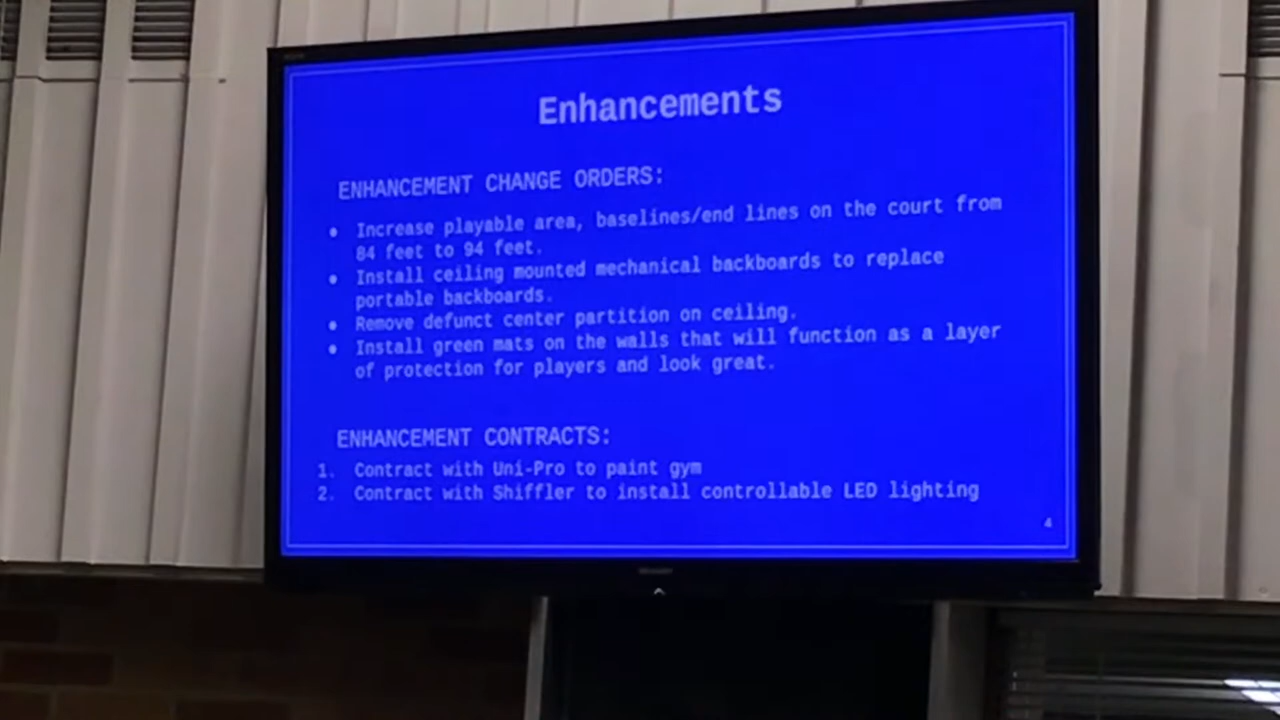 Enhancements
ENHANCEMENT CHANGE ORDERS:
● Increase playable area, baselines/end lines on the court from
84 feet to 94 feet.
● Install ceiling mounted mechanical backboards to replace
portable backboards.
● Remove defunct center partition on ceiling.
● Install green mats on the walls that will function as a layer
of protection for players and look great.
ENHANCEMENT CONTRACTS:
1. Contract with Uni-Pro to paint gym
2. Contract with Shiffler to install controllable LED lighting
4